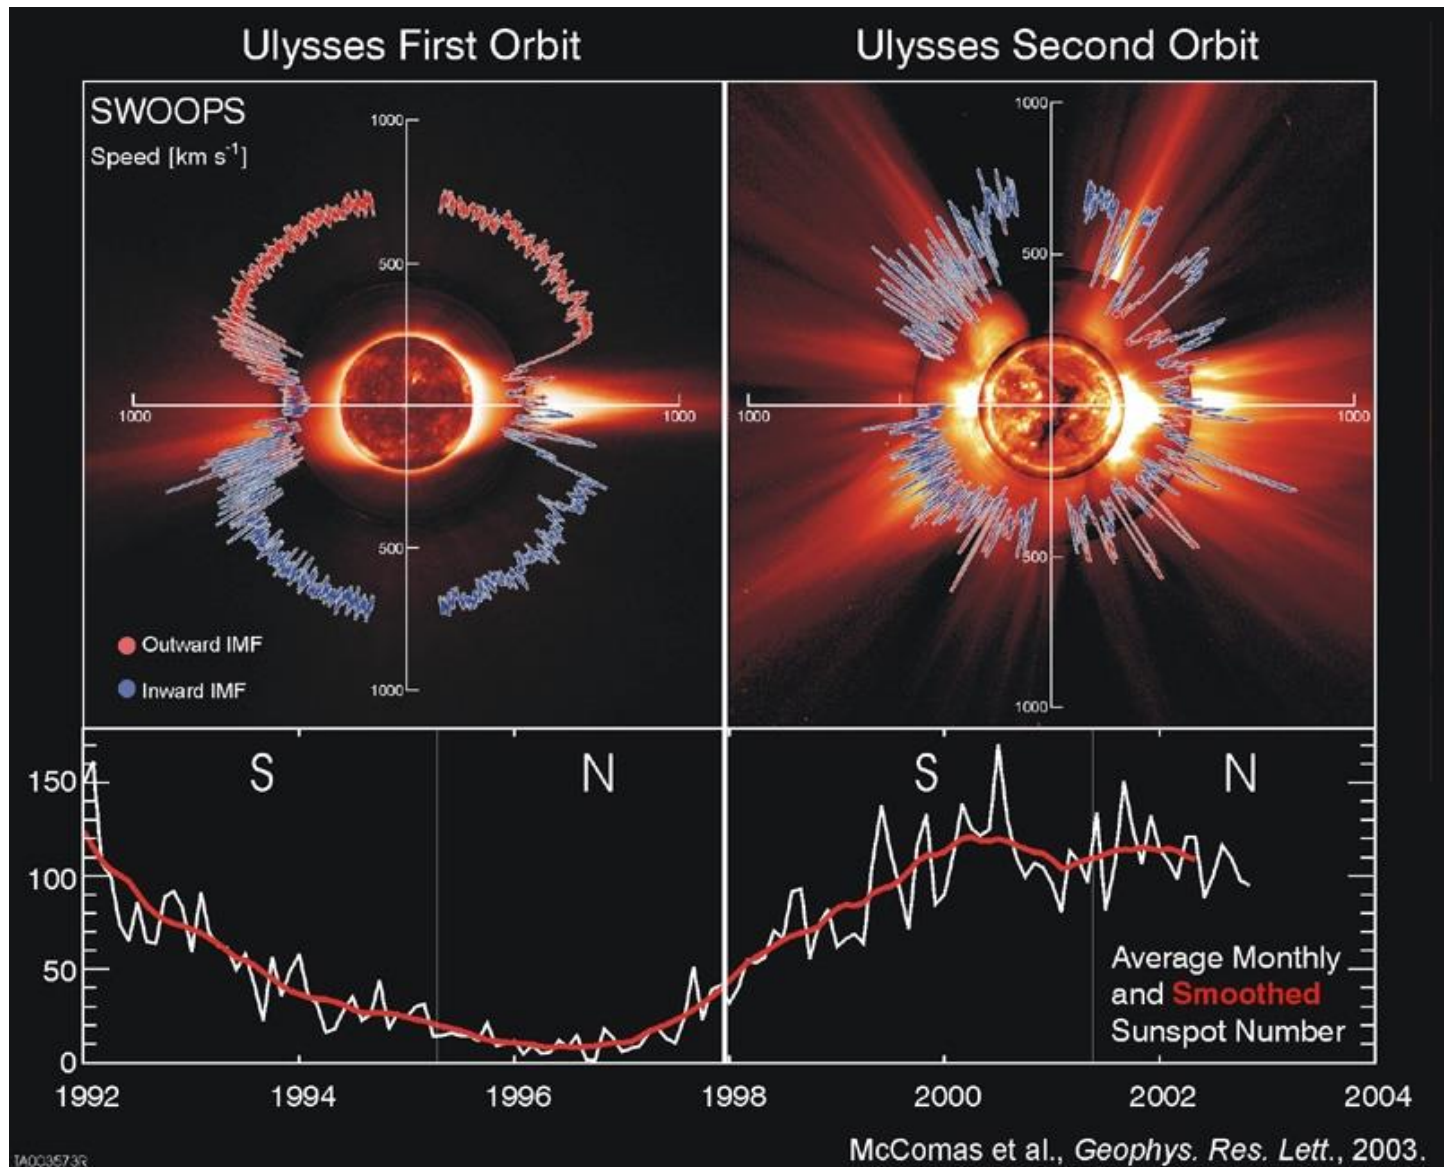 Ulysses First Orbit
Ulysses Second Orbit
SWOOPS
Speed [km s-1]
1000
500
1000
1000
500
1000
Outward IMF
Inward IMF
1000
500
1000
1000
500
1000
S
N
S
N
150
100
50
0
Average Monthly
and Smoothed
Sunspot Number
1992
1994
1996
1998
2000
2002
2004
McComas et al., Geophys. Res. Lett., 2003.
TA003573R